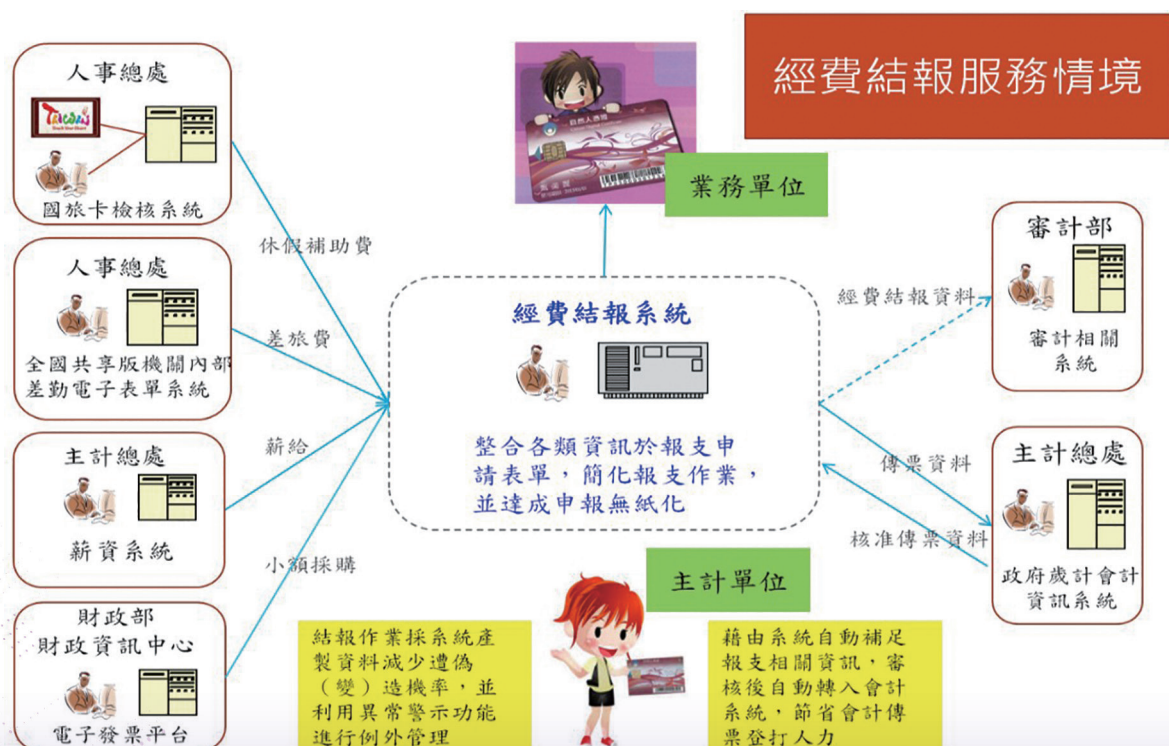 經費結報服務情境
人事總處
國旅卡檢核系統
人事總處
全國共享版機關內部
差勤電子表單系統
主計總處
薪資系統
財政部
財政資訊中心
電子發票平台
休假補助費
差旅費
薪給
小額採購
自然人憑證
業務單位
經費結報系統
整合各類資訊於報支申
請表單，簡化報支作業，
並達成申報無紙化
主計單位
結報作業採系統產
製資料減少遭偽
（變）造機率，並
利用異常警示功能
進行例外管理
藉由系統自動補足
報支相關資訊，審
核後自動轉入會計
系統，節省會計傳
票登打人力
經費結報資料
傳票資料
核准傳票資料
審計部
審計相關
系統
主計總處
政府歲計會計
資訊系統